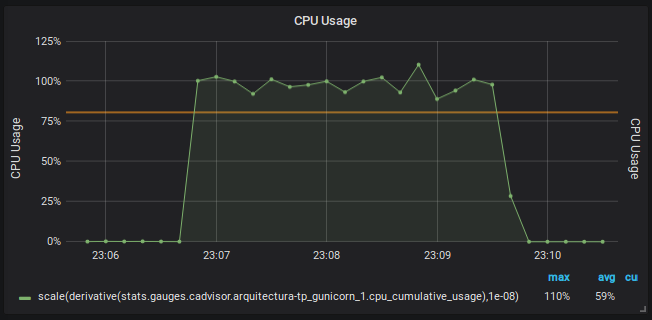 CPU Usage
125%
100%
75%
50%
25%
0%
CPU Usage
CPU Usage
23:06 23:07 23:08 23:09 23:10
max avg cu
scale(derivative(stats.gauges.cadvisor.arquitectura-tp_gunicorn_1.cpu_cumulative_usage),1e-08) 110% 59%